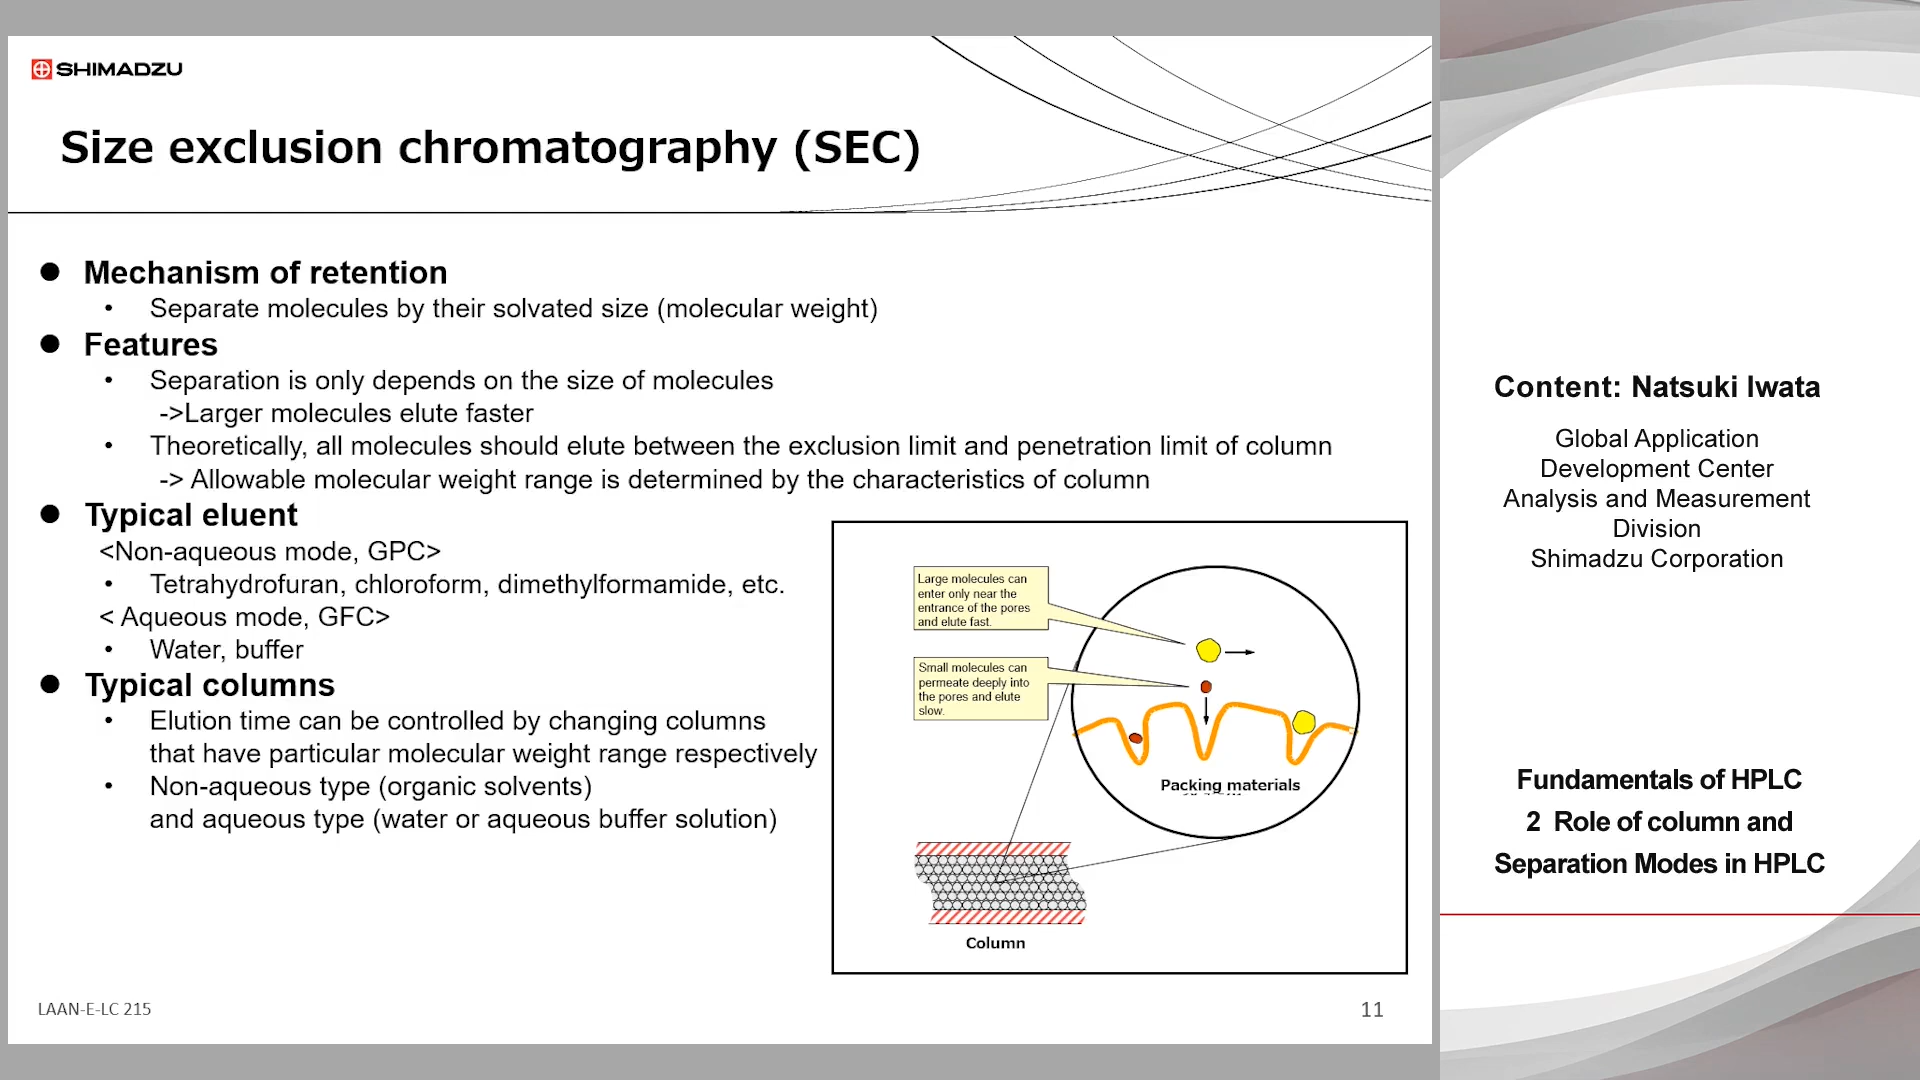 SHIMADZU
Size exclusion chromatography (SEC)
● Mechanism of retention
• Separate molecules by their solvated size (molecular weight)
● Features
• Separation is only depends on the size of molecules
->Larger molecules elute faster
• Theoretically, all molecules should elute between the exclusion limit and penetration limit of column
-> Allowable molecular weight range is determined by the characteristics of column
● Typical eluent
<Non-aqueous mode, GPC>
• Tetrahydrofuran, chloroform, dimethylformamide, etc.
< Aqueous mode, GFC>
• Water, buffer
● Typical columns
• Elution time can be controlled by changing columns
that have particular molecular weight range respectively
• Non-aqueous type (organic solvents)
and aqueous type (water or aqueous buffer solution)
Large molecules can
enter only near the
entrance of the pores
and elute fast.
Small molecules can
permeate deeply into
the pores and elute
slow.
Packing materials
Column
LAAN-E-LC 215
11
Content: Natsuki Iwata
Global Application
Development Center
Analysis and Measurement
Division
Shimadzu Corporation
Fundamentals of HPLC
2 Role of column and
Separation Modes in HPLC